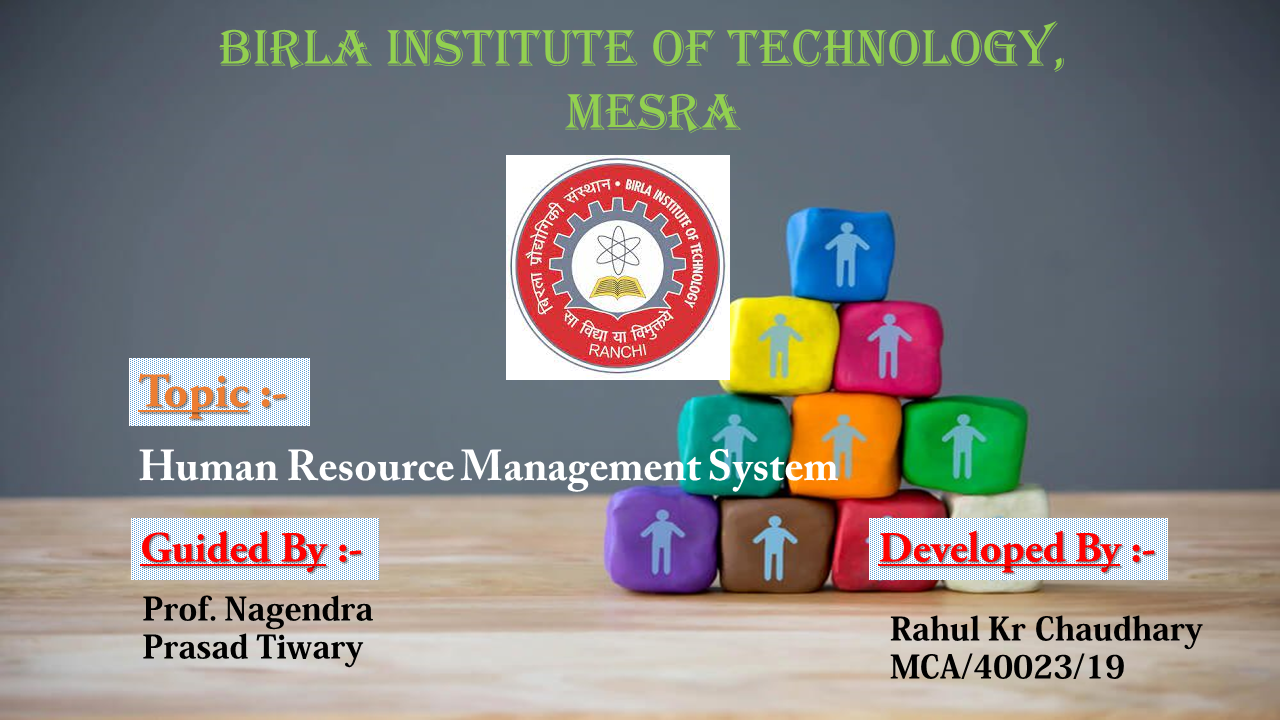 BIRLA INSTITUTE OF TECHNOLOGY,
MESRA
बिरला प्रौद्योगिकी संस्थान • BIRLA INSTITUTE OF TECHNOLOGY
सा विद्या या विमुक्तये
RANCHI
Topic :-
Human Resource Management System
Guided By :-
Prof. Nagendra
Prasad Tiwary
Developed By :-
Rahul Kr Chaudhary
MCA/40023/19